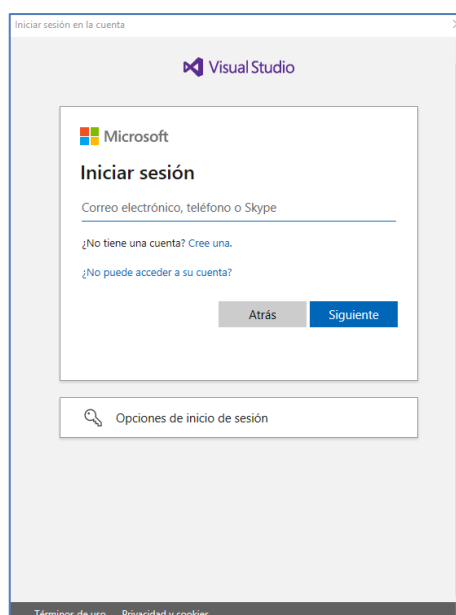 Iniciar sesión en la cuenta
Visual Studio
Microsoft
Iniciar sesión
Correo electrónico, teléfono o Skype
¿No tiene una cuenta? Cree una.
¿No puede acceder a su cuenta?
Atrás Siguiente
Opciones de inicio de sesión
Términos de uso Privacidad y cookies